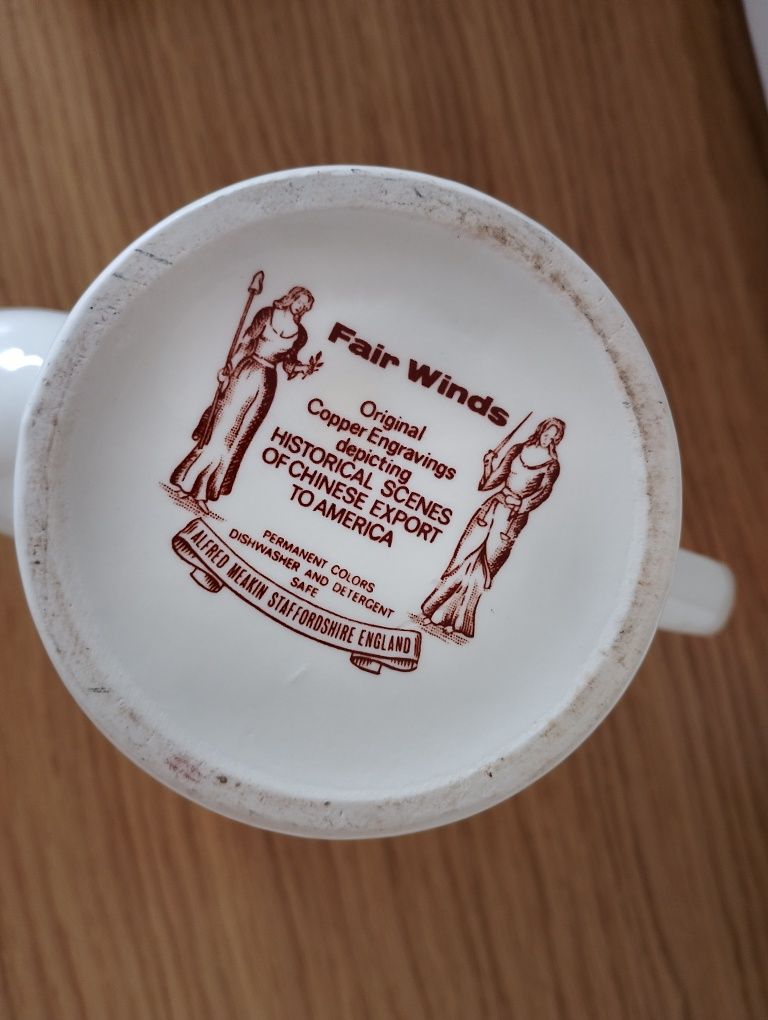 Fair Winds
Original
Copper Engravings
depicting
HISTORICAL SCENES
OF CHINESE EXPORT
TO AMERICA
PERMANENT COLORS
DISHWASHER AND DETERGENT
SAFE
ALFRED MEAKIN STAFFORDSHIRE ENGLAND